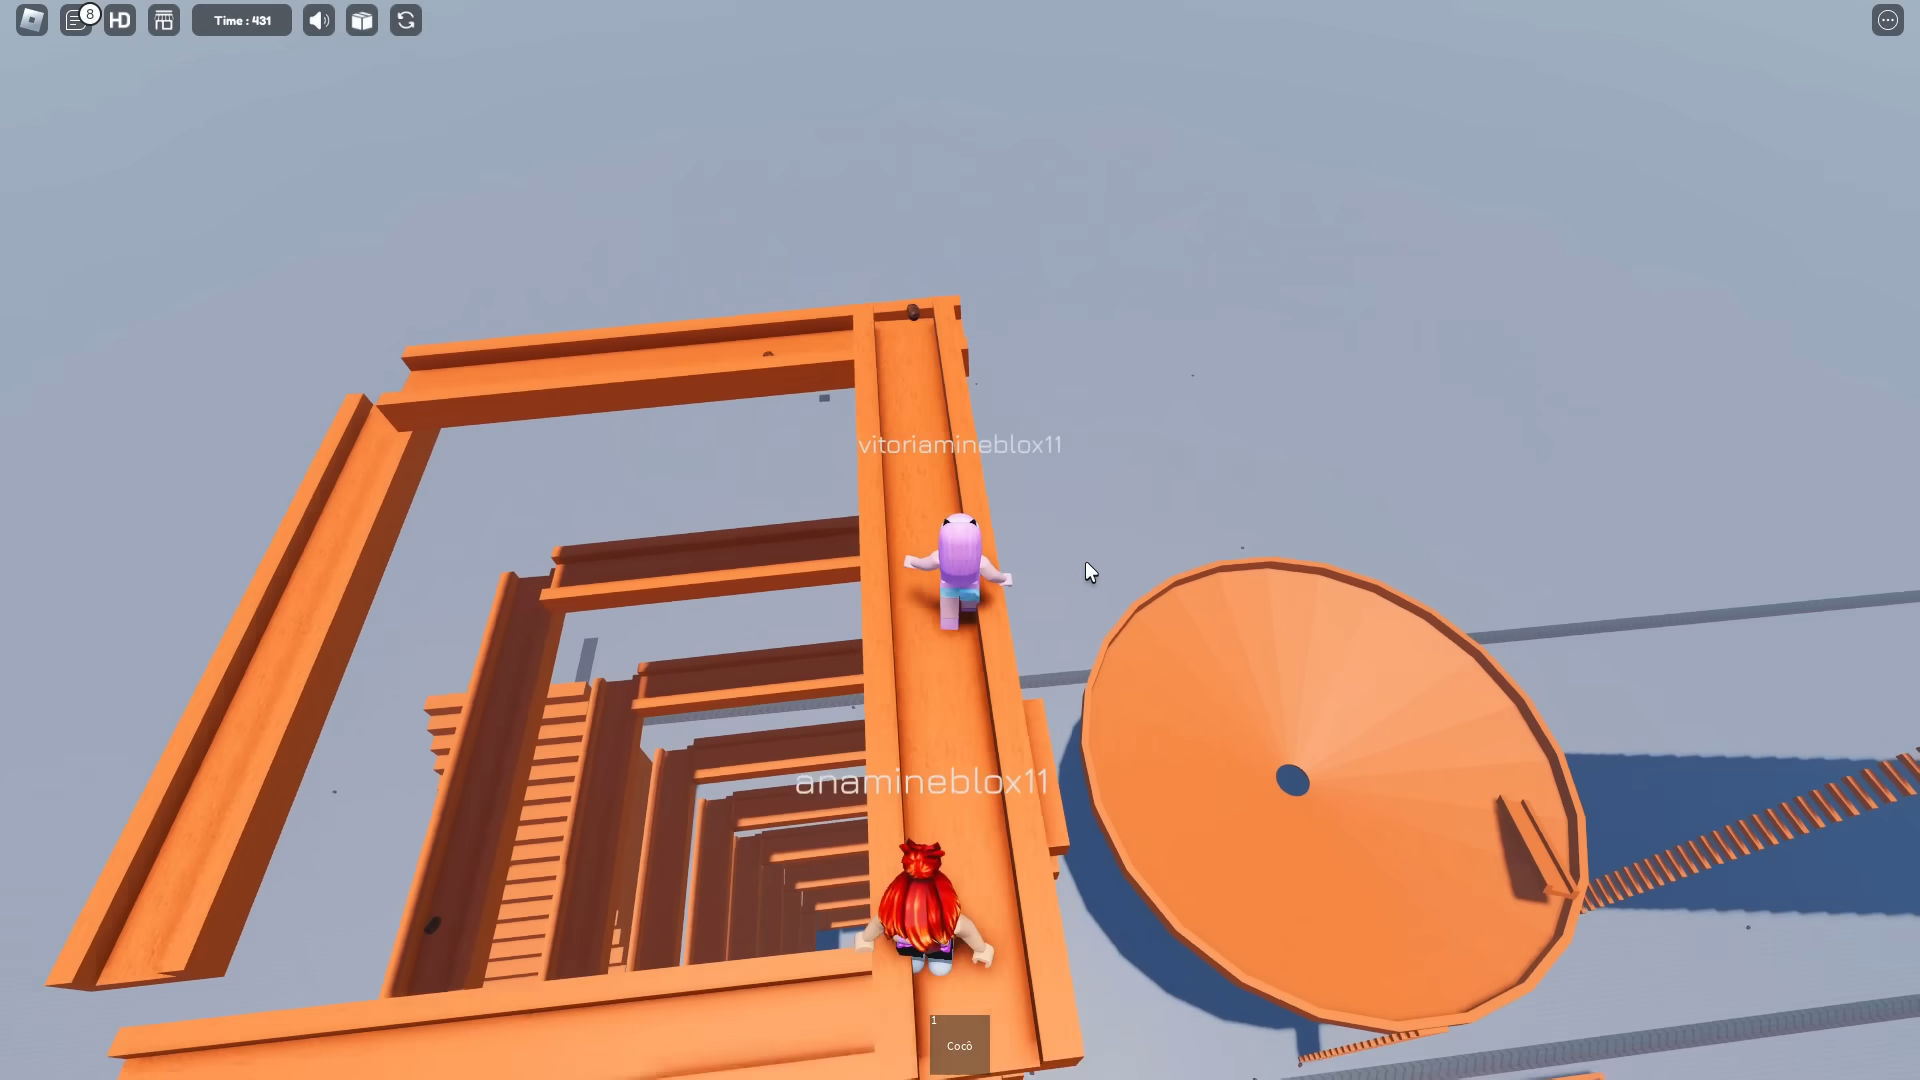 8
HD
Time : 431
vitoriamineblox11
anamineblox11
1
Cocô